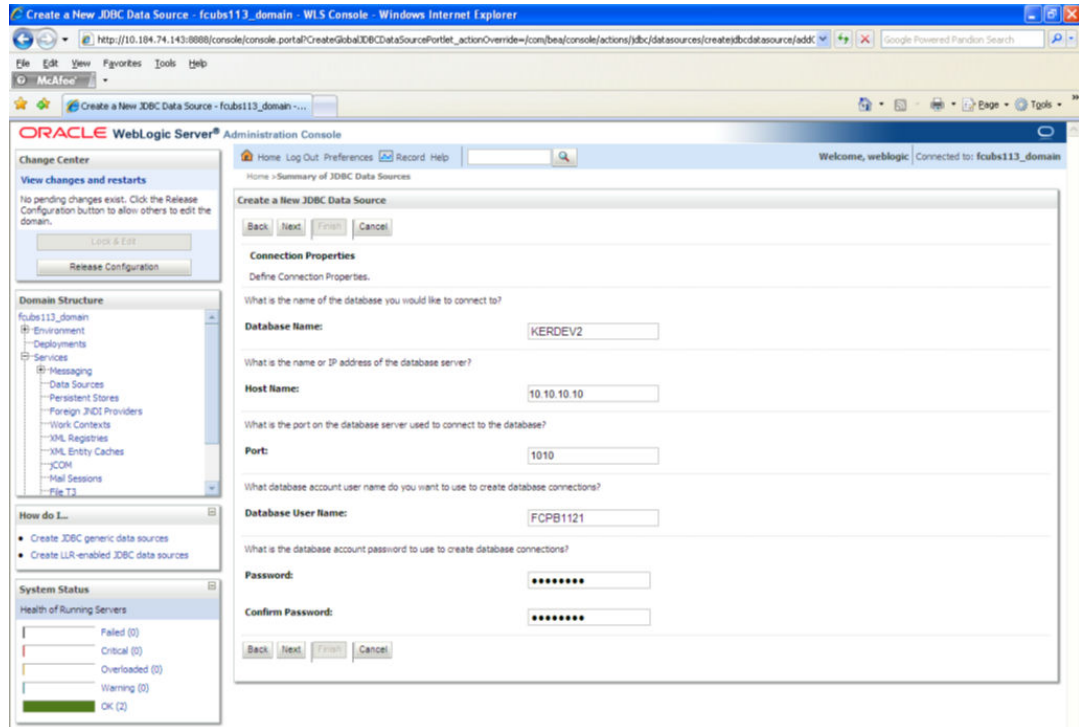 Create a New JDBC Data Source - fcubs113_domain - WLS Console - Windows Internet Explorer
http://10.184.74.143:8888/console/console.portal?CreateGlobalJDBCDataSourcePortlet_actionOverride=/com/bea/console/actions/jdbc/datasources/createjdbcdatasource/addC
Google Powered Pandion Search
File Edit View Favorites Tools Help
McAfee
Create a New JDBC Data Source - fcubs113_domain -...
Page Tools
ORACLE WebLogic Server® Administration Console
Change Center
View changes and restarts
No pending changes exist. Click the Release
Configuration button to allow others to edit the
domain.
Lock & Edit
Release Configuration
Domain Structure
fcubs113_domain
Environment
Deployments
Services
Messaging
Data Sources
Persistent Stores
Foreign JNDI Providers
Work Contexts
XML Registries
XML Entity Caches
jCOM
Mail Sessions
File T3
How do I...
Create JDBC generic data sources
Create LLR-enabled JDBC data sources
System Status
Health of Running Servers
Failed (0)
Critical (0)
Overloaded (0)
Warning (0)
OK (2)
Home Log Out Preferences Record Help
Welcome, weblogic Connected to: fcubs113_domain
Home >Summary of JDBC Data Sources
Create a New JDBC Data Source
Back Next Finish Cancel
Connection Properties
Define Connection Properties.
What is the name of the database you would like to connect to?
Database Name: KERDEV2
What is the name or IP address of the database server?
Host Name: 10.10.10.10
What is the port on the database server used to connect to the database?
Port: 1010
What database account user name do you want to use to create database connections?
Database User Name: FCPB1121
What is the database account password to use to create database connections?
Password: ••••••••
Confirm Password: ••••••••
Back Next Finish Cancel